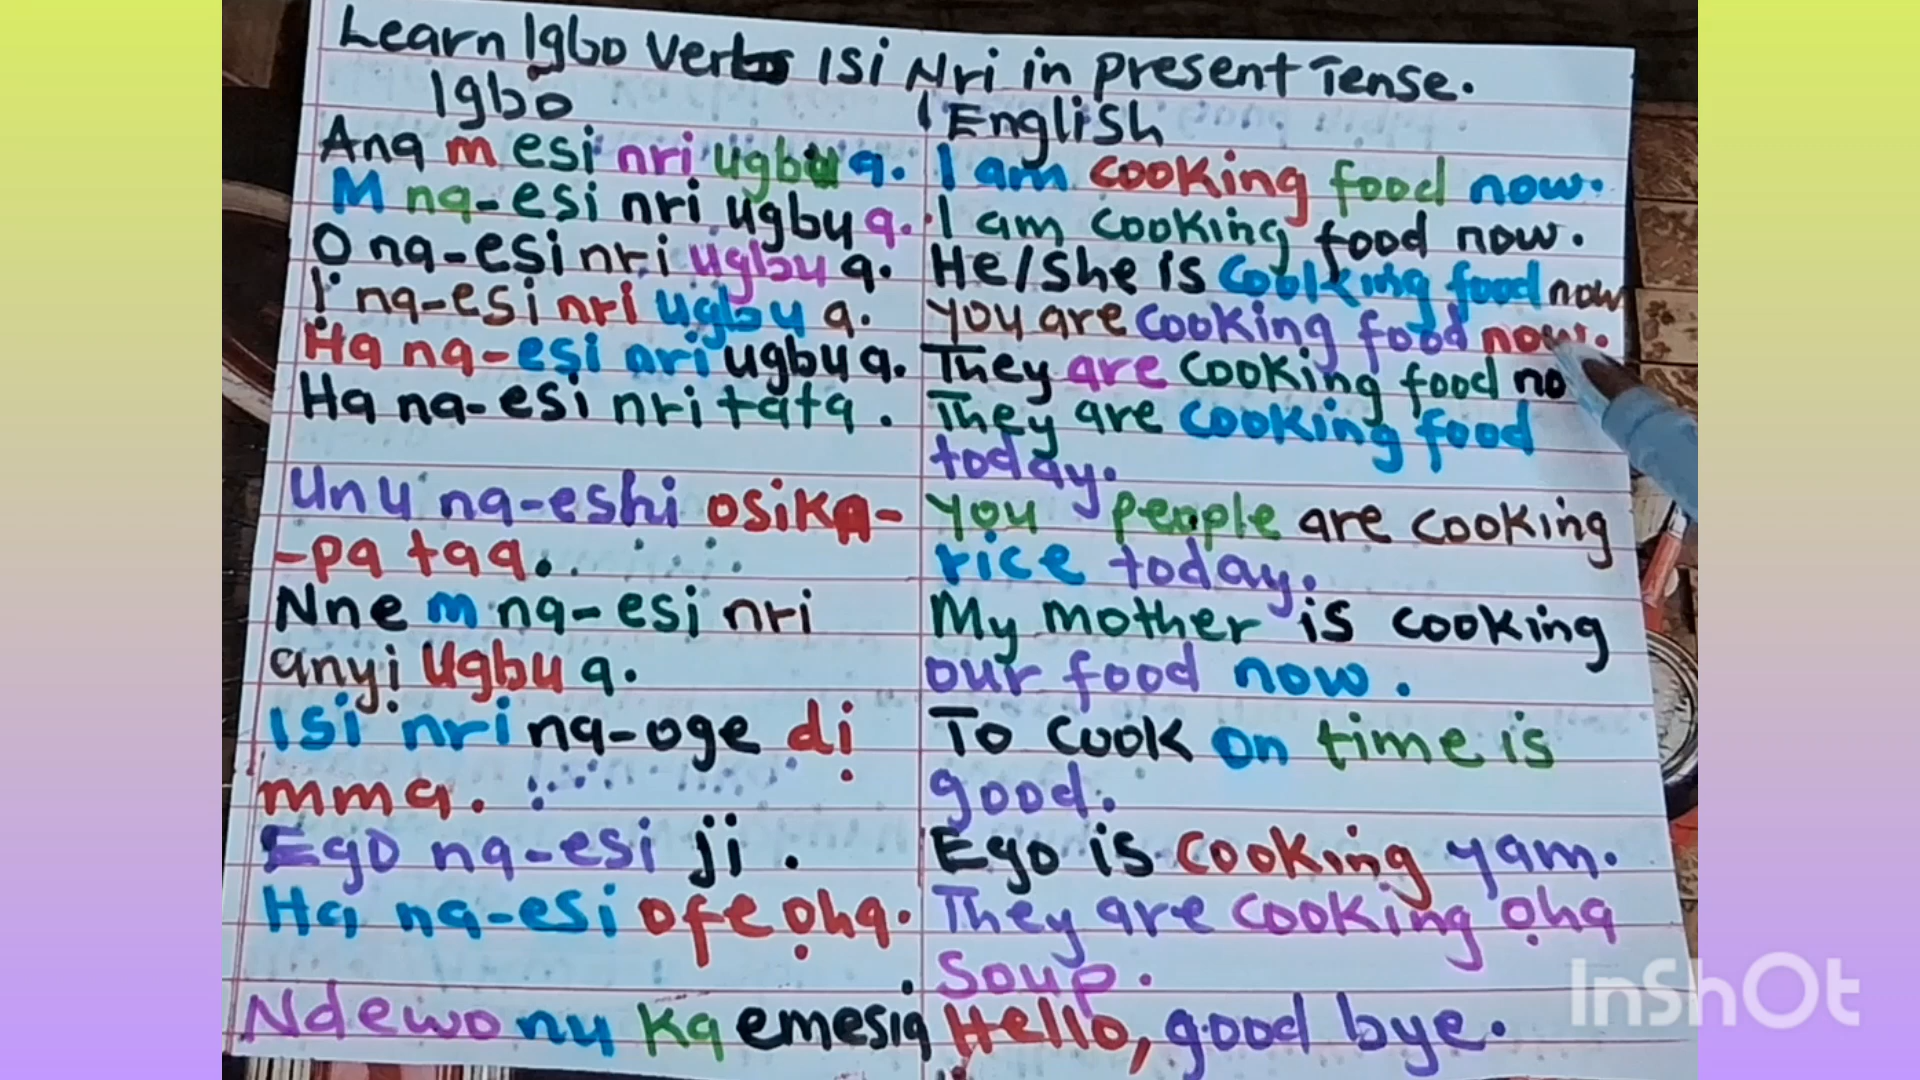 Learn Igbo Verbs Isi Nri in present Tense.
Igbo English
Ana m esi nri ugbu a. I am cooking food now.
M na-esi nri ugbu a. I am cooking food now.
O na-esi nri ugbu a. He/she is cooking food now
I na-esi nri ugbu a. You are cooking food now.
Ha na-esi nri ugbu a. They are cooking food no
Ha na-esi nri tata. They are cooking food
today.
Unu na-eshi osika- You people are cooking
-pa taa. rice today.
Nne m na-esi nri My mother is cooking
anyi ugbu a. our food now.
Isi nri na-oge dị To cook on time is
mma. good.
Ego na-esi ji. Ego is cooking yam.
Ha na-esi ofe ọha. They are cooking ọha
Soup.
Ndewo nu ka emesia Hello, good bye.
InShOt